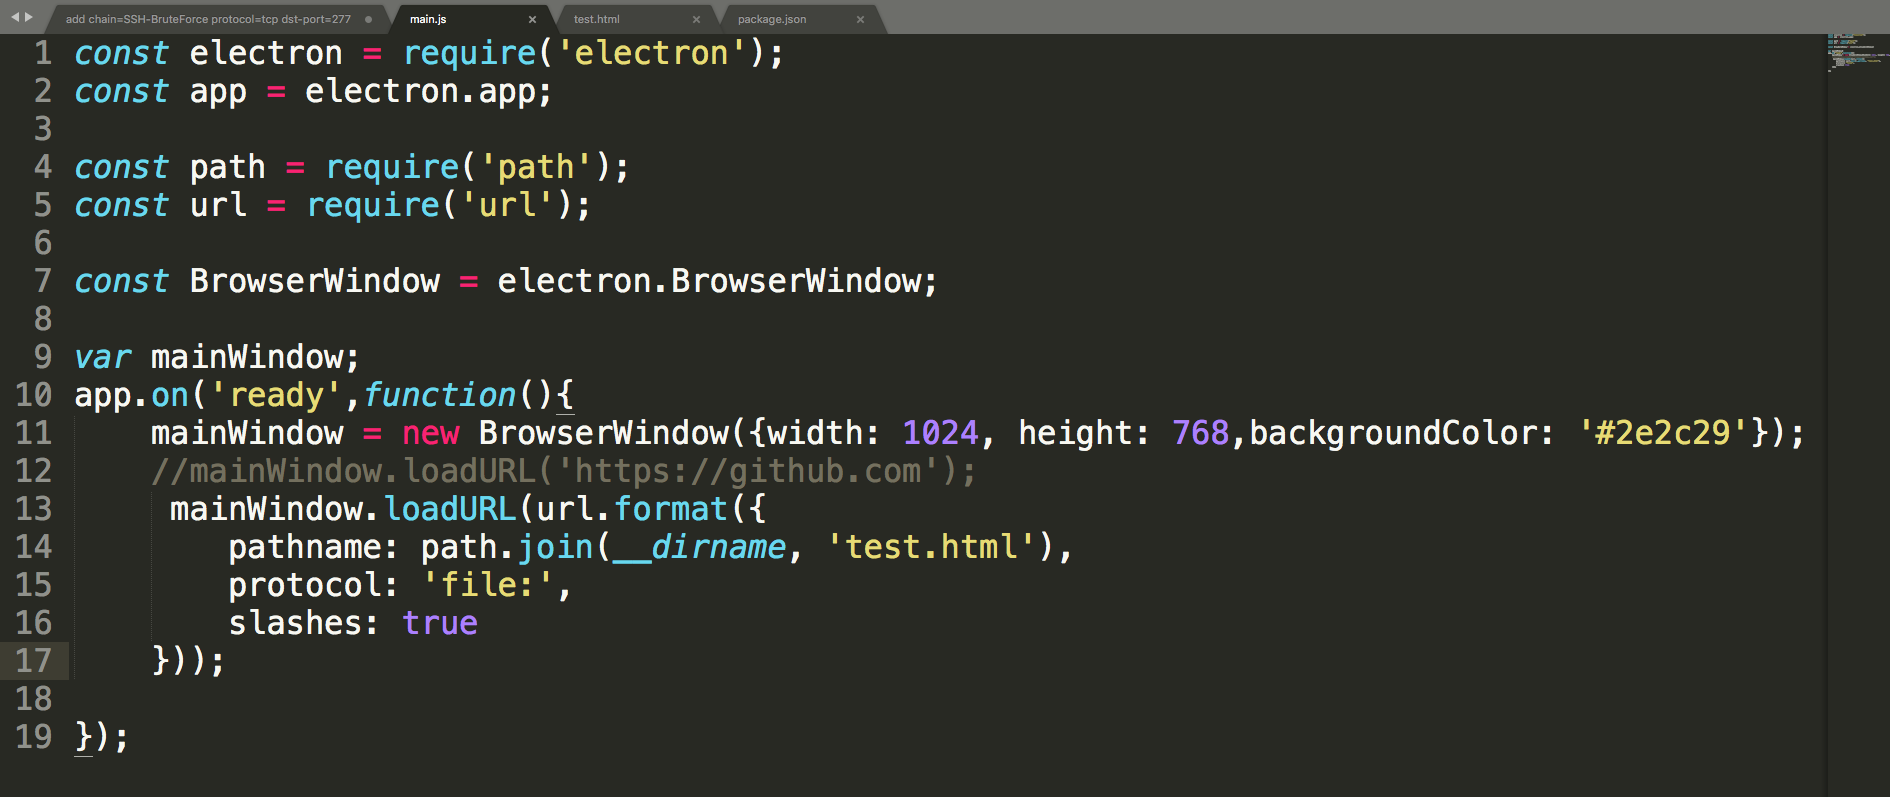 add chain=SSH-BruteForce protocol=tcp dst-port=277
main.js
test.html
package.json
1 const electron = require('electron');
2 const app = electron.app;
3
4 const path = require('path');
5 const url = require('url');
6
7 const BrowserWindow = electron.BrowserWindow;
8
9 var mainWindow;
10 app.on('ready',function(){
11     mainWindow = new BrowserWindow({width: 1024, height: 768,backgroundColor: '#2e2c29'});
12     //mainWindow.loadURL('https://github.com');
13      mainWindow.loadURL(url.format({
14         pathname: path.join(__dirname, 'test.html'),
15         protocol: 'file:',
16         slashes: true
17     }));
18
19 });